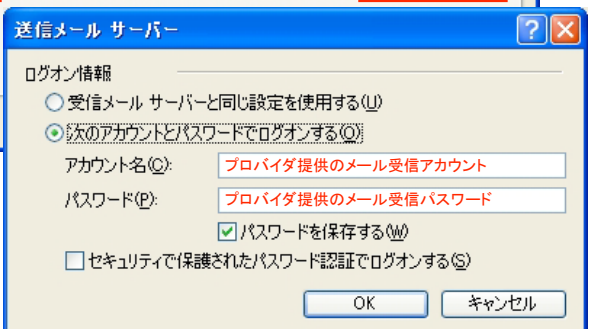 送信メール サーバー
ログオン情報
受信メール サーバーと同じ設定を使用する(U)
次のアカウントとパスワードでログオンする(O)
アカウント名(C): プロバイダ提供のメール受信アカウント
パスワード(P): プロバイダ提供のメール受信パスワード
パスワードを保存する(W)
セキュリティで保護されたパスワード認証でログオンする(S)
OK キャンセル